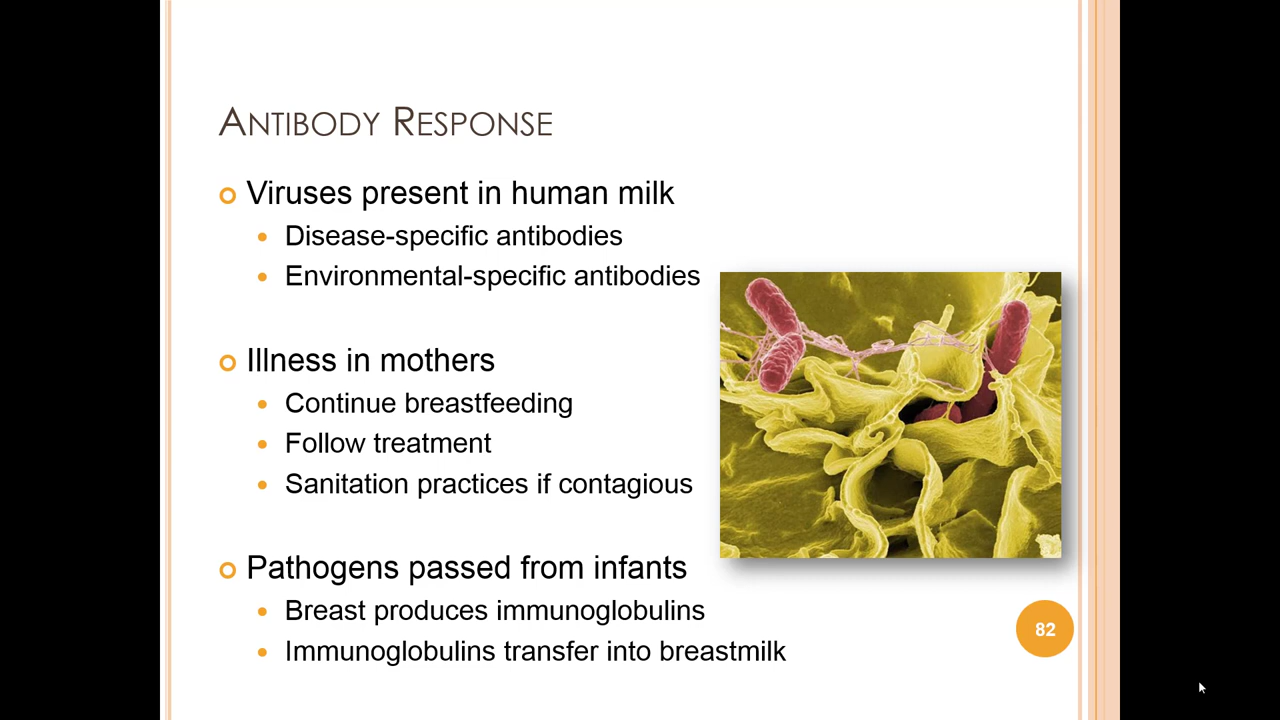 Antibody Response
Viruses present in human milk
Disease-specific antibodies
Environmental-specific antibodies
Illness in mothers
Continue breastfeeding
Follow treatment
Sanitation practices if contagious
Pathogens passed from infants
Breast produces immunoglobulins
Immunoglobulins transfer into breastmilk
82